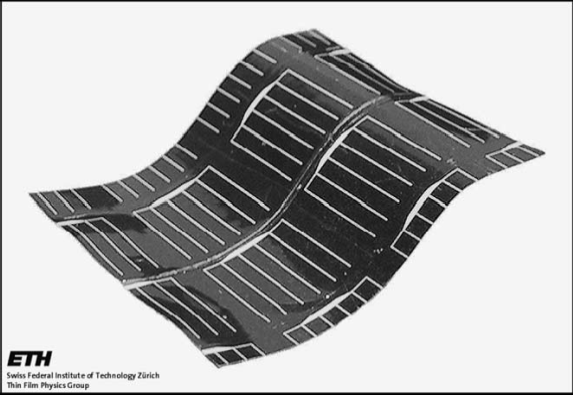 ETH
Swiss Federal Institute of Technology Zürich
Thin Film Physics Group